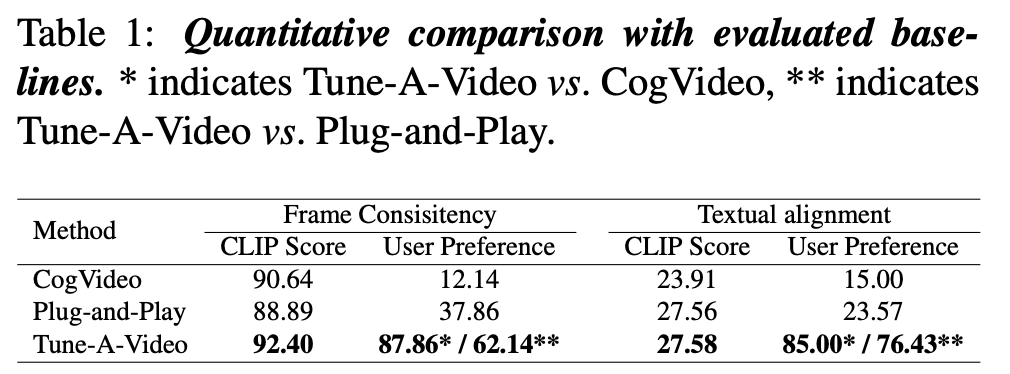 Table 1: Quantitative comparison with evaluated base-
lines. * indicates Tune-A-Video vs. CogVideo, ** indicates
Tune-A-Video vs. Plug-and-Play.
Method Frame Consisitency Textual alignment
CLIP Score User Preference CLIP Score User Preference
CogVideo 90.64 12.14 23.91 15.00
Plug-and-Play 88.89 37.86 27.56 23.57
Tune-A-Video 92.40 87.86* / 62.14** 27.58 85.00* / 76.43**